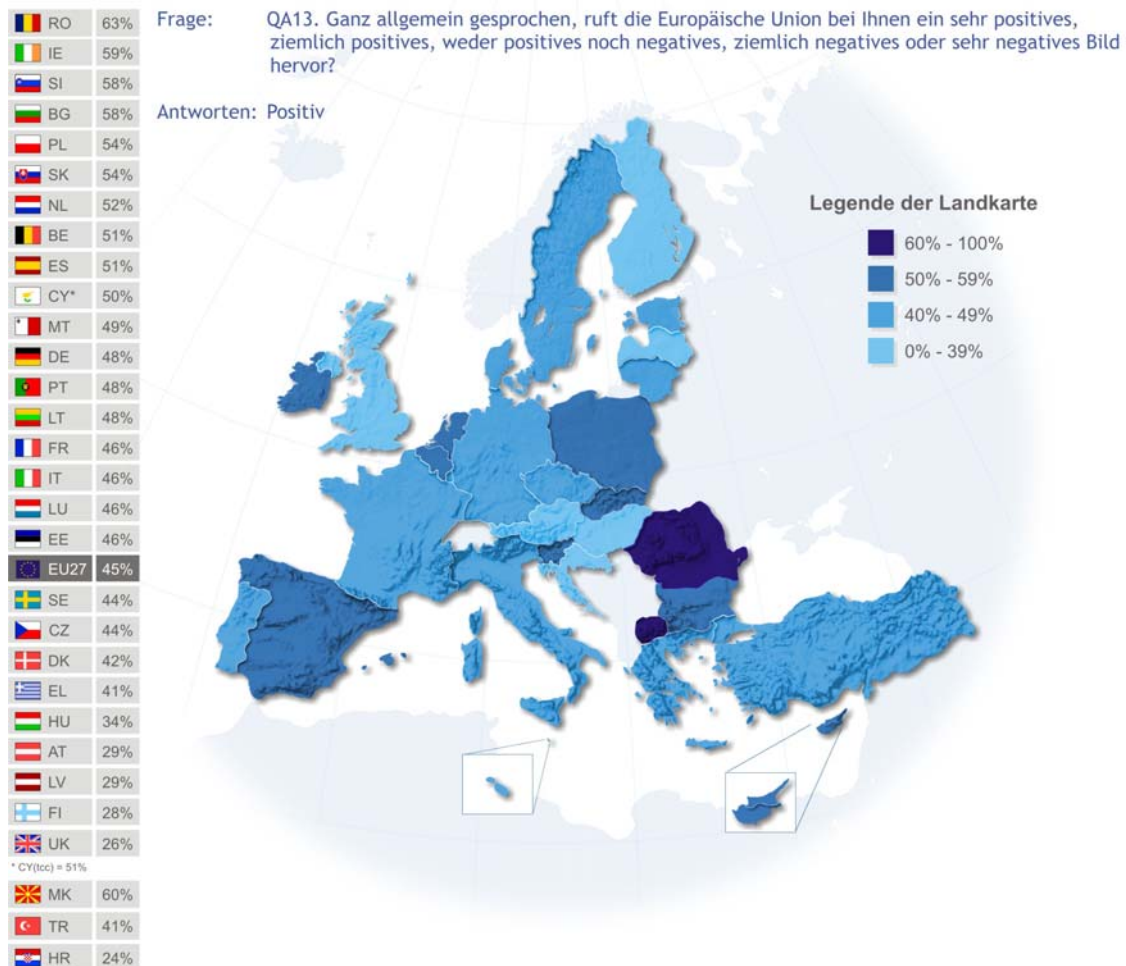 Frage: QA13. Ganz allgemein gesprochen, ruft die Europäische Union bei Ihnen ein sehr positives,
ziemlich positives, weder positives noch negatives, ziemlich negatives oder sehr negatives Bild
hervor?
Antworten: Positiv
RO 63%
IE 59%
SI 58%
BG 58%
PL 54%
SK 54%
NL 52%
BE 51%
ES 51%
CY* 50%
MT 49%
DE 48%
PT 48%
LT 48%
FR 46%
IT 46%
LU 46%
EE 46%
EU27 45%
SE 44%
CZ 44%
DK 42%
EL 41%
HU 34%
AT 29%
LV 29%
FI 28%
UK 26%
* CY(tcc) = 51%
MK 60%
TR 41%
HR 24%
Legende der Landkarte
60% - 100%
50% - 59%
40% - 49%
0% - 39%